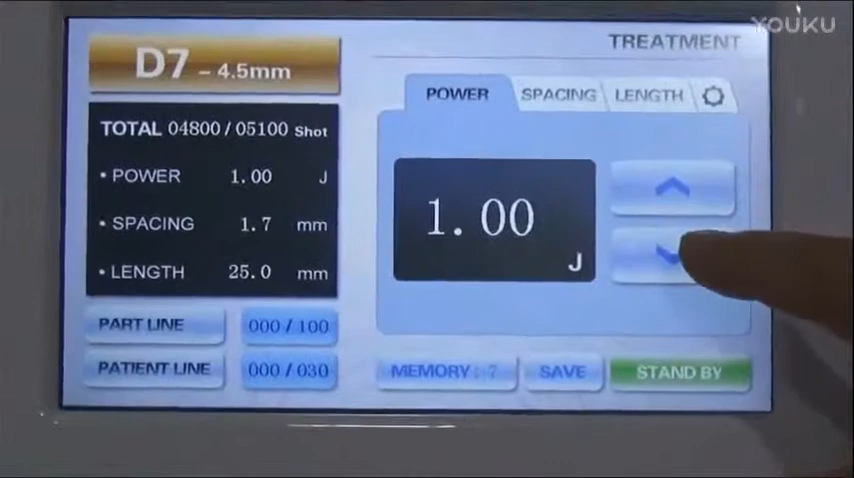 YOUKU
TREATMENT
D7 – 4.5mm
TOTAL 04800 / 05100 Shot
• POWER 1.00 J
• SPACING 1.7 mm
• LENGTH 25.0 mm
PART LINE 000 / 100
PATIENT LINE 000 / 030
POWER SPACING LENGTH
1.00
J
MEMORY : 7 SAVE STAND BY